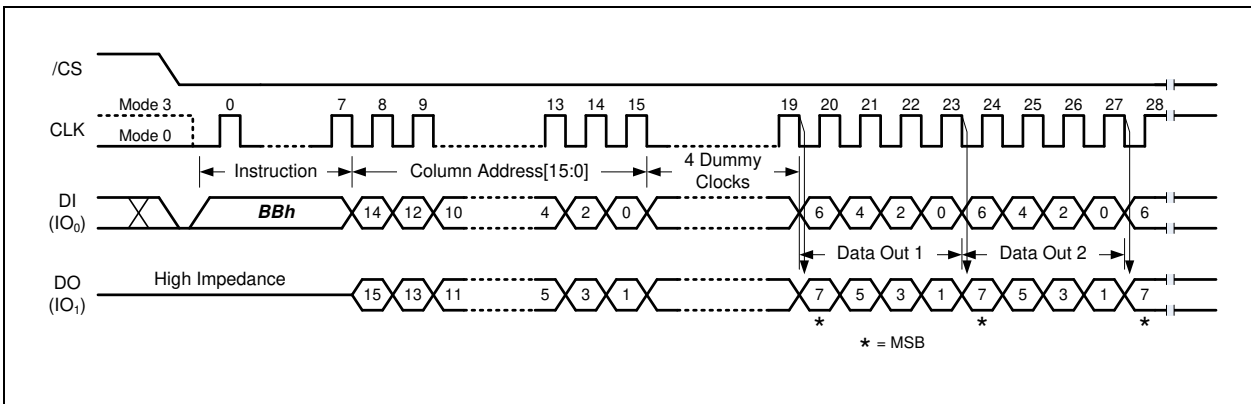 /CS
Mode 3 0 7 8 9 13 14 15 19 20 21 22 23 24 25 26 27 28
CLK
Mode 0
Instruction Column Address[15:0] 4 Dummy Clocks
DI
(IO0) BBh 14 12 10 4 2 0 6 4 2 0 6 4 2 0 6
Data Out 1 Data Out 2
High Impedance
DO
(IO1) 15 13 11 5 3 1 7 5 3 1 7 5 3 1 7
* * *
* = MSB